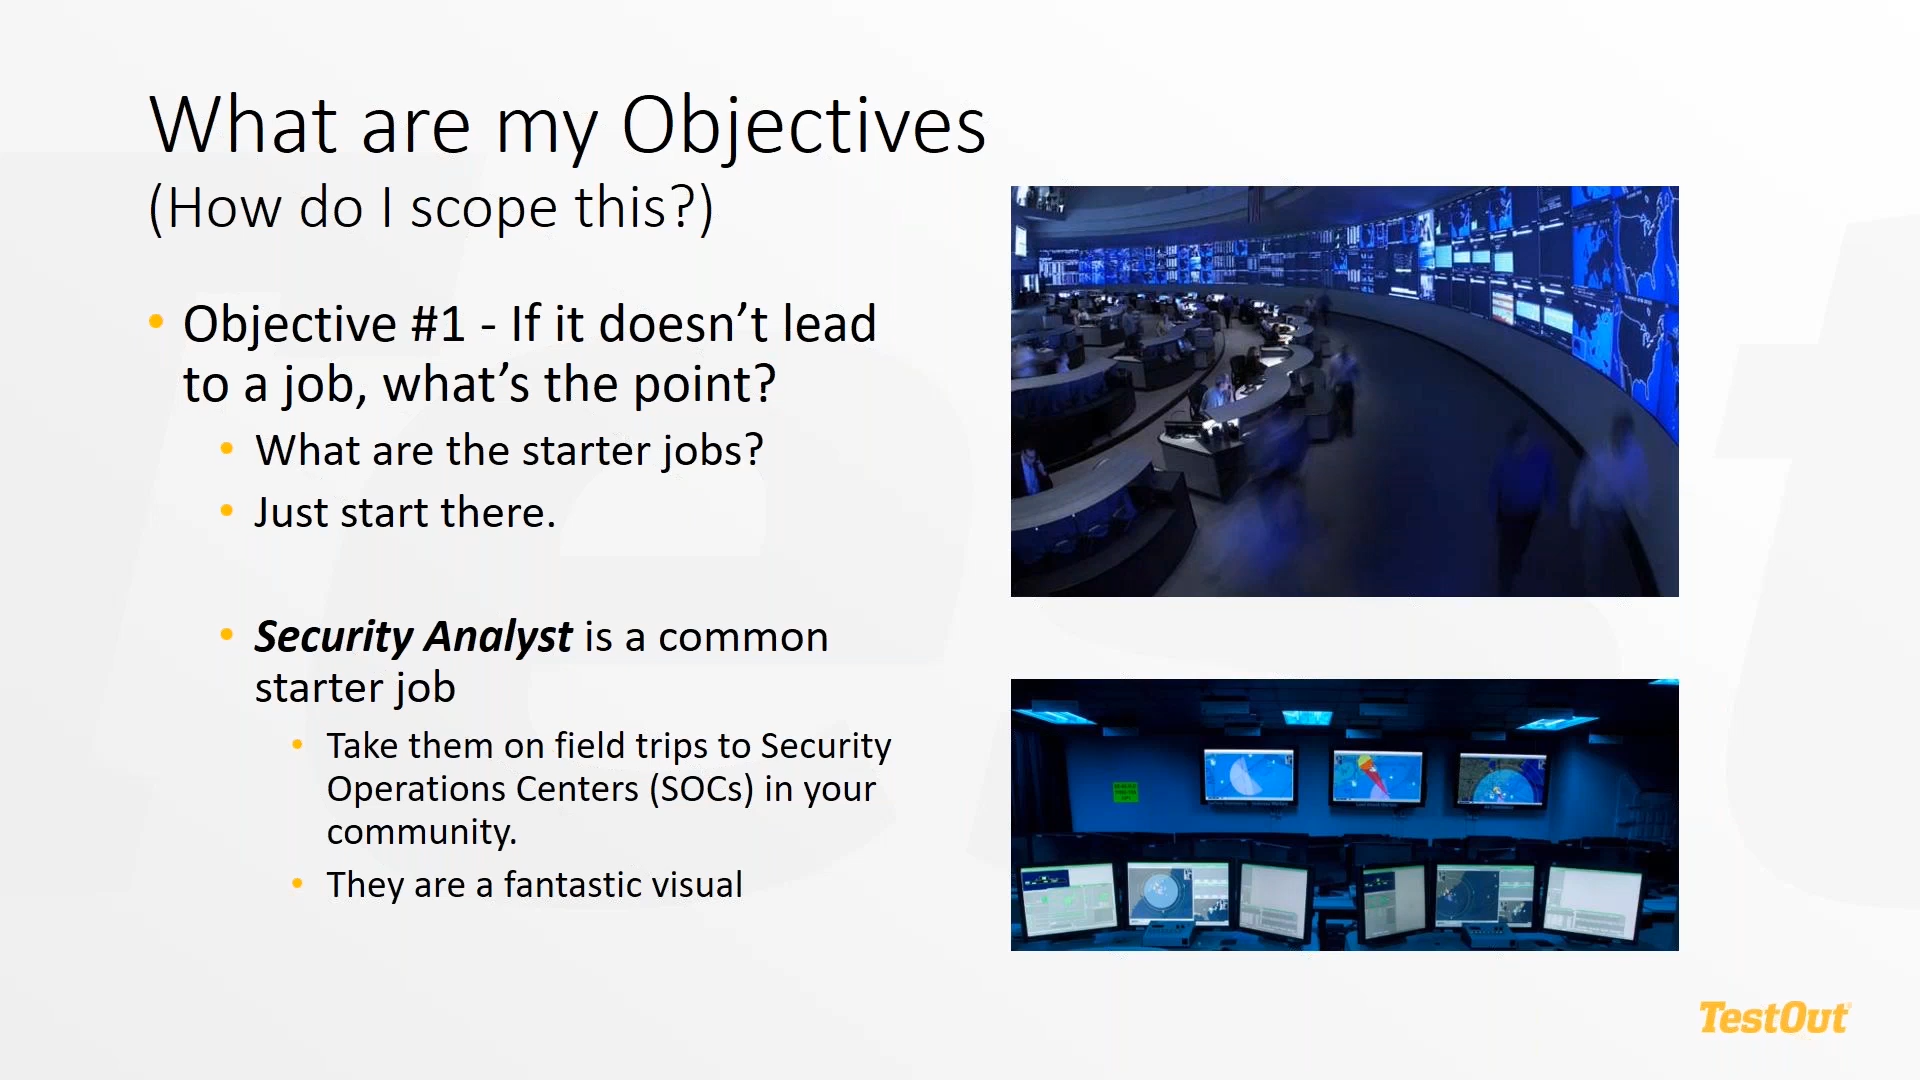 What are my Objectives
(How do I scope this?)
• Objective #1 - If it doesn’t lead
to a job, what’s the point?
• What are the starter jobs?
• Just start there.
• Security Analyst is a common
starter job
• Take them on field trips to Security
Operations Centers (SOCs) in your
community.
• They are a fantastic visual
TestOut